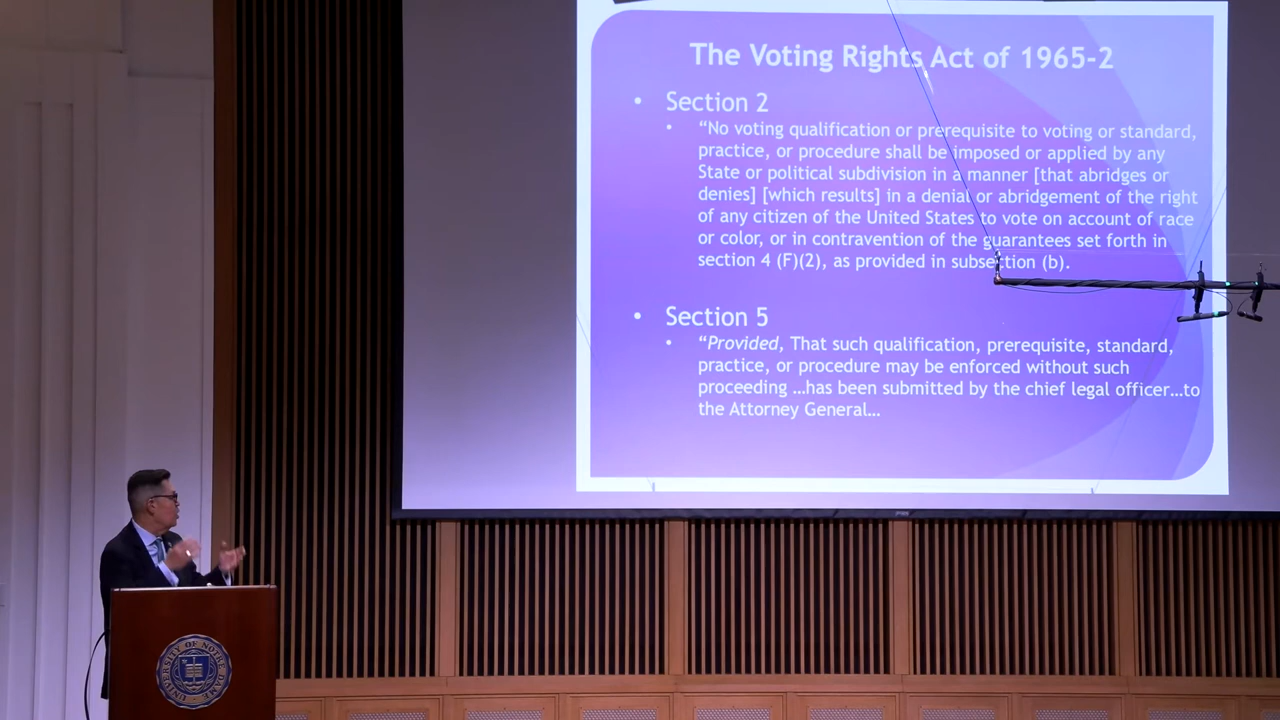 The Voting Rights Act of 1965-2
• Section 2
• “No voting qualification or prerequisite to voting or standard,
practice, or procedure shall be imposed or applied by any
State or political subdivision in a manner [that abridges or
denies] [which results] in a denial or abridgement of the right
of any citizen of the United States to vote on account of race
or color, or in contravention of the guarantees set forth in
section 4 (F)(2), as provided in subsection (b).
• Section 5
• “Provided, That such qualification, prerequisite, standard,
practice, or procedure may be enforced without such
proceeding …has been submitted by the chief legal officer…to
the Attorney General…
UNIVERSITY OF NOTRE DAME